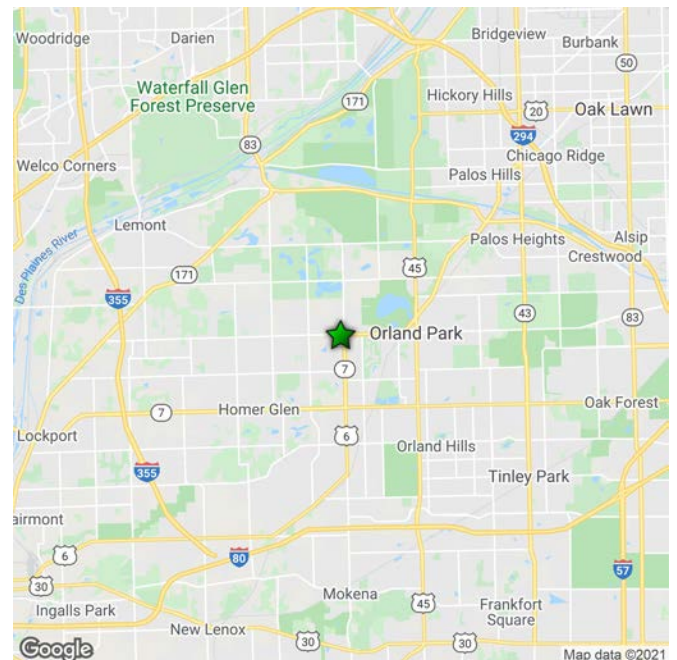 Woodridge
Darien
Bridgeview
Burbank
50
Waterfall Glen
Forest Preserve
171
Hickory Hills
20
Oak Lawn
83
294
Chicago Ridge
Welco Corners
Palos Hills
Lemont
Palos Heights
Alsip
Crestwood
Des Plaines River
171
45
355
43
83
Orland Park
7
7
Homer Glen
Oak Forest
Lockport
6
Orland Hills
355
Tinley Park
airmont
6
80
57
30
Mokena
45
Frankfort
Square
Ingalls Park
New Lenox
30
30
Google
Map data ©2021